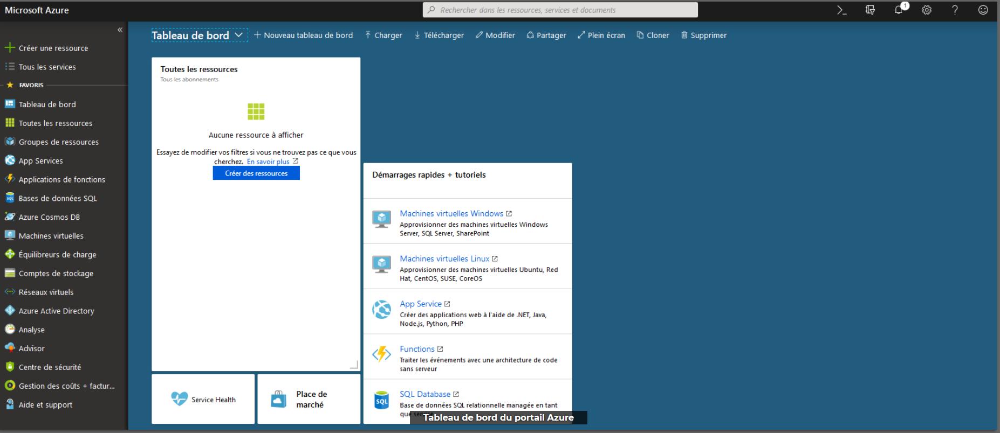 Microsoft Azure
Rechercher dans les ressources, services et documents
1
Créer une ressource
Tous les services
FAVORIS
Tableau de bord
Toutes les ressources
Groupes de ressources
App Services
Applications de fonctions
Bases de données SQL
Azure Cosmos DB
Machines virtuelles
Équilibreurs de charge
Comptes de stockage
Réseaux virtuels
Azure Active Directory
Analyse
Advisor
Centre de sécurité
Gestion des coûts + factur...
Aide et support
Tableau de bord
Nouveau tableau de bord
Charger
Télécharger
Modifier
Partager
Plein écran
Cloner
Supprimer
Toutes les ressources
Tous les abonnements
Aucune ressource à afficher
Essayez de modifier vos filtres si vous ne trouvez pas ce que vous
cherchez. En savoir plus
Créer des ressources
Service Health
Place de
marché
Démarrages rapides + tutoriels
Machines virtuelles Windows
Approvisionner des machines virtuelles Windows
Server, SQL Server, SharePoint
Machines virtuelles Linux
Approvisionner des machines virtuelles Ubuntu, Red
Hat, CentOS, SUSE, CoreOS
App Service
Créer des applications web à l'aide de .NET, Java,
Node.js, Python, PHP
Functions
Traiter les événements avec une architecture de code
sans serveur
SQL
SQL Database
Base de données SQL relationnelle managée en tant
que service
Tableau de bord du portail Azure